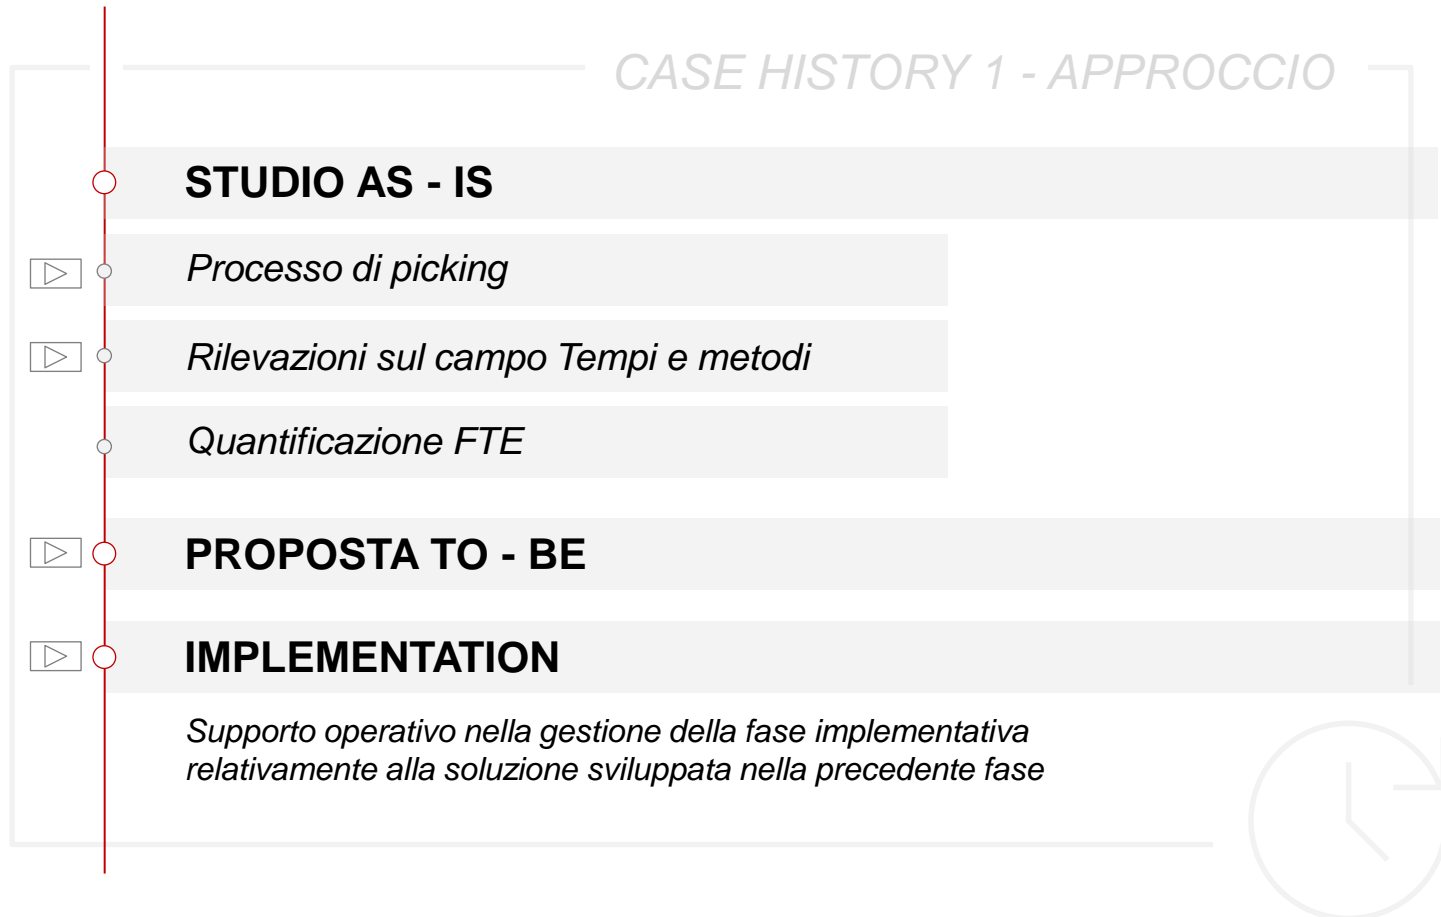 CASE HISTORY 1 - APPROCCIO
STUDIO AS - IS
Processo di picking
Rilevazioni sul campo Tempi e metodi
Quantificazione FTE
PROPOSTA TO - BE
IMPLEMENTATION
Supporto operativo nella gestione della fase implementativa
relativamente alla soluzione sviluppata nella precedente fase